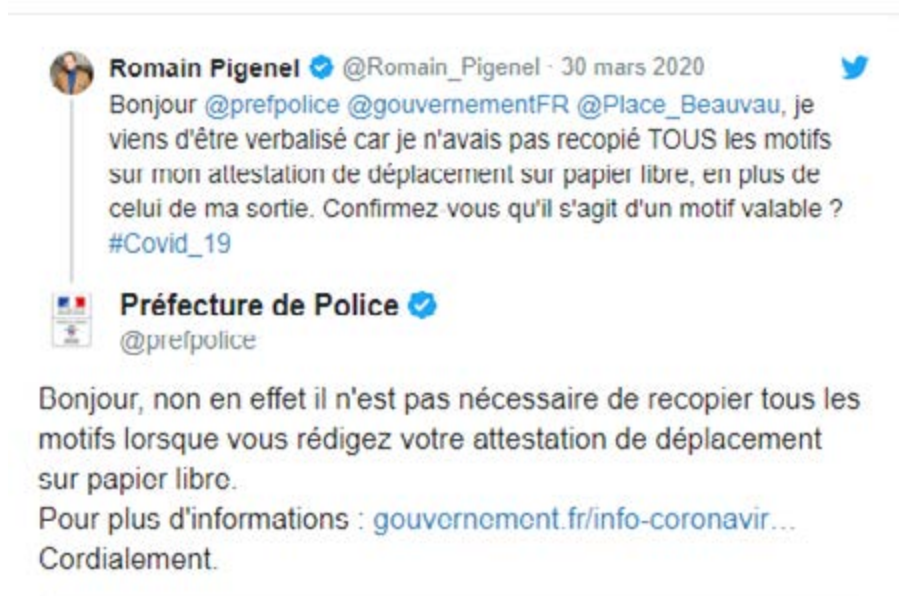 Romain Pigenel @Romain_Pigenel · 30 mars 2020
Bonjour @prefpolice @gouvernementFR @Place_Beauvau, je
viens d'être verbalisé car je n'avais pas recopié TOUS les motifs
sur mon attestation de déplacement sur papier libre, en plus de
celui de ma sortie. Confirmez-vous qu'il s'agit d'un motif valable ?
#Covid_19
Préfecture de Police
@prefpolice
Bonjour, non en effet il n'est pas nécessaire de recopier tous les
motifs lorsque vous rédigez votre attestation de déplacement
sur papier libre.
Pour plus d'informations : gouvernement.fr/info-coronavir...
Cordialement.